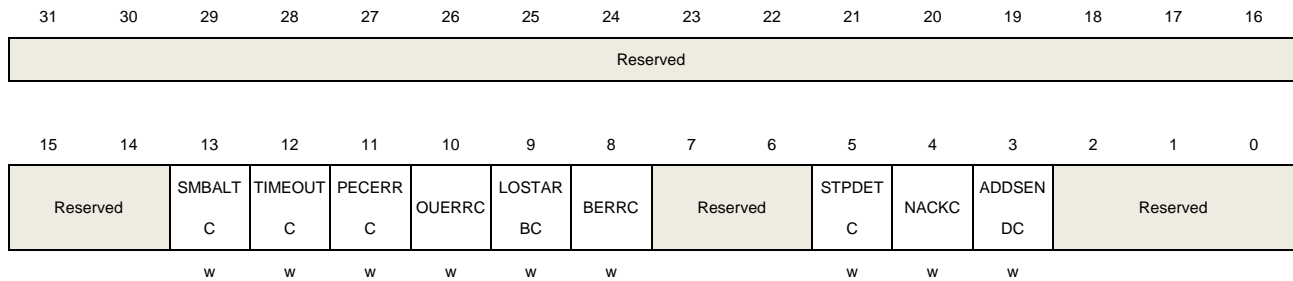 31 30 29 28 27 26 25 24 23 22 21 20 19 18 17 16
Reserved
15 14 13 12 11 10 9 8 7 6 5 4 3 2 1 0
Reserved SMBALT TIMEOUT PECERR OUERRC LOSTAR BERRC Reserved STPDET NACKC ADDSEN Reserved
C C C BC C DC
w w w w w w w w w